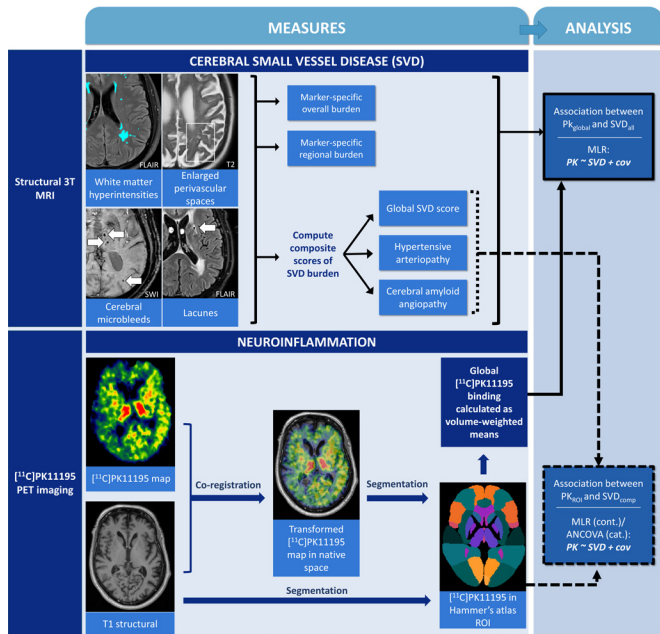 MEASURES
ANALYSIS
CEREBRAL SMALL VESSEL DISEASE (SVD)
Structural 3T
MRI
FLAIR
T2
White matter
hyperintensities
Enlarged
perivascular
spaces
SWI
FLAIR
Cerebral
microbleeds
Lacunes
Marker-specific
overall burden
Marker-specific
regional burden
Compute
composite
scores of
SVD burden
Global SVD score
Hypertensive
arteriopathy
Cerebral amyloid
angiopathy
Association between
Pkglobal and SVDall
MLR:
PK ~ SVD + cov
NEUROINFLAMMATION
[¹¹C]PK11195
PET imaging
[¹¹C]PK11195 map
T1 structural
Co-registration
Transformed
[¹¹C]PK11195
map in native
space
Segmentation
Segmentation
Global
[¹¹C]PK11195
binding
calculated as
volume-weighted
means
[¹¹C]PK11195 in
Hammer's atlas
ROI
Association between
PKROI and SVDcomp
MLR (cont.)/
ANCOVA (cat.):
PK ~ SVD + cov